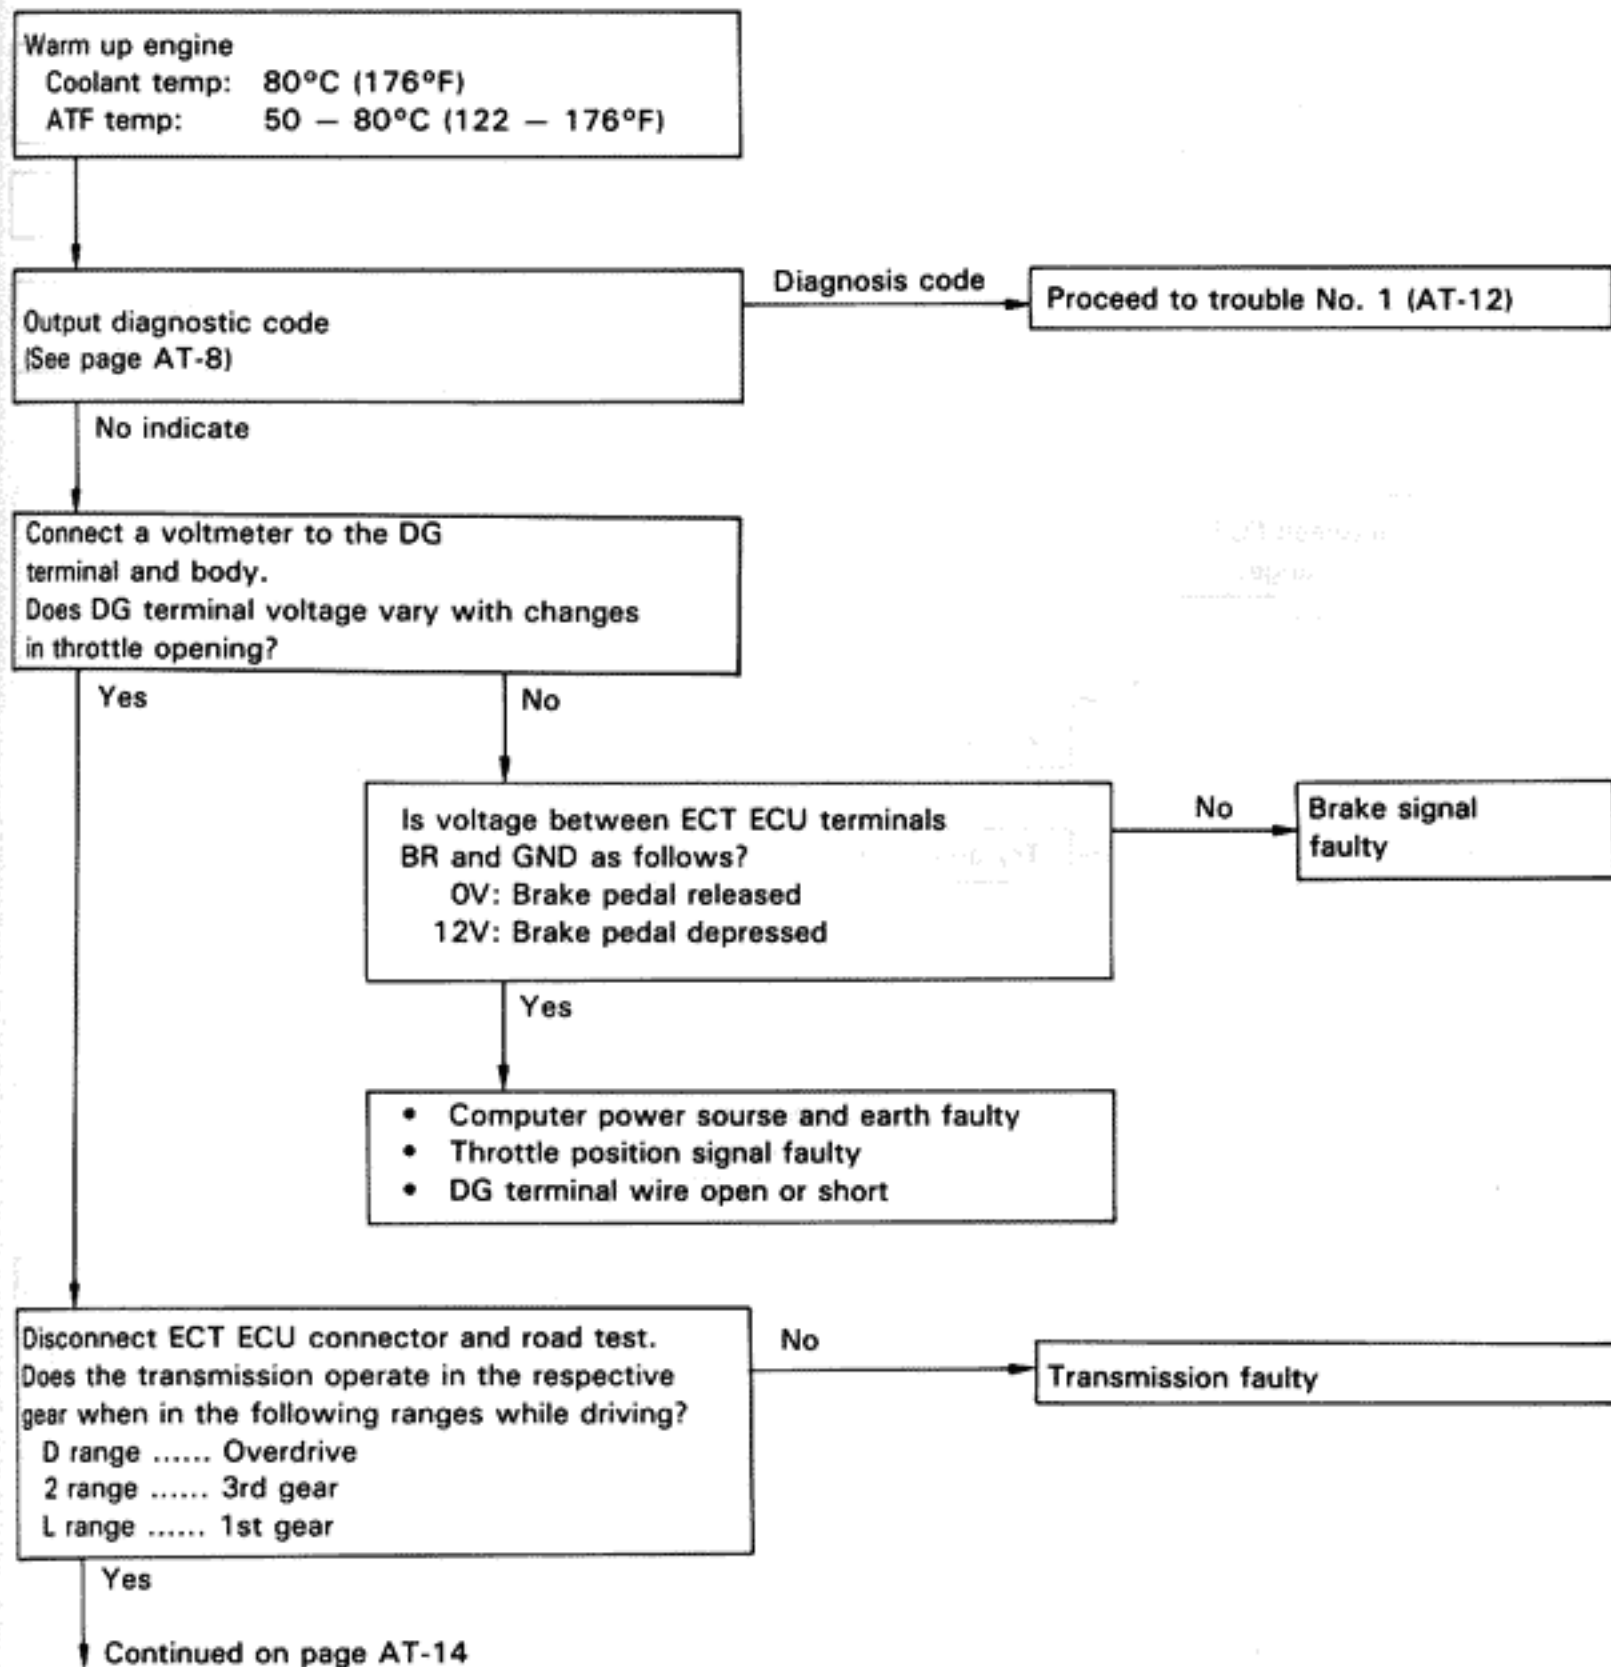 Warm up engine
Coolant temp: 80°C (176°F)
ATF temp: 50 — 80°C (122 — 176°F)
Output diagnostic code
(See page AT-8)
Diagnosis code
Proceed to trouble No. 1 (AT-12)
No indicate
Connect a voltmeter to the DG
terminal and body.
Does DG terminal voltage vary with changes
in throttle opening?
Yes
No
Is voltage between ECT ECU terminals
BR and GND as follows?
0V: Brake pedal released
12V: Brake pedal depressed
No
Brake signal
faulty
Yes
• Computer power sourse and earth faulty
• Throttle position signal faulty
• DG terminal wire open or short
Disconnect ECT ECU connector and road test.
Does the transmission operate in the respective
gear when in the following ranges while driving?
D range ...... Overdrive
2 range ...... 3rd gear
L range ...... 1st gear
No
Transmission faulty
Yes
Continued on page AT-14